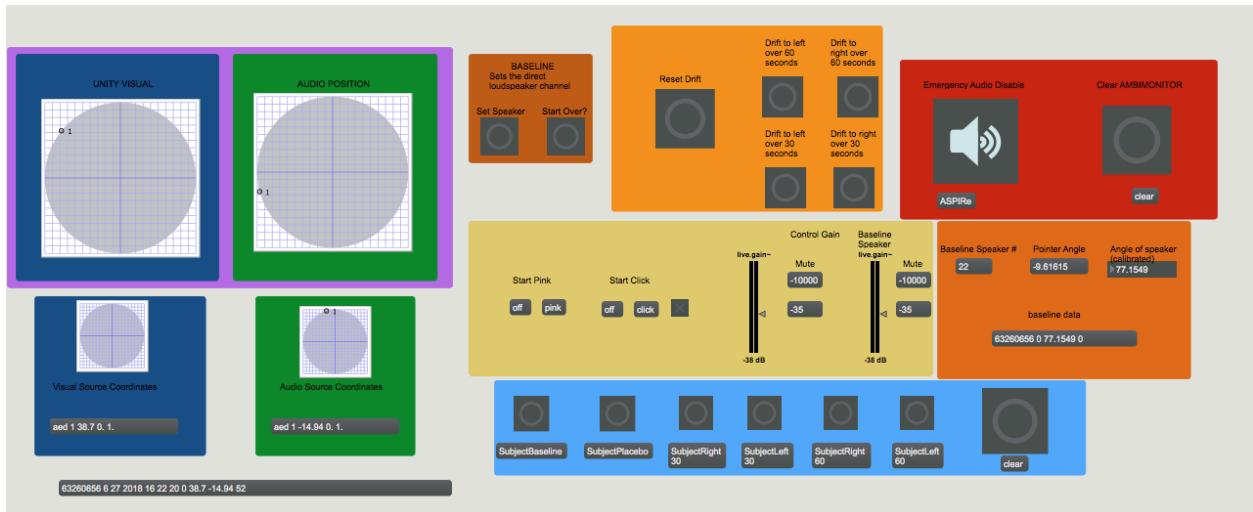 UNITY VISUAL
1
AUDIO POSITION
1
BASELINE
Sets the direct
loudspeaker channel
Set Speaker
Start Over?
Reset Drift
Drift to left
over 60
seconds
Drift to
right over
60 seconds
Drift to left
over 30
seconds
Drift to right
over 30
seconds
Emergency Audio Disable
ASPIRe
Clear AMBIMONITOR
clear
Start Pink
off
pink
Start Click
off
click
live.gain~
-38 dB
Control Gain
Mute
-10000
-35
Baseline
Speaker
live.gain~
-38 dB
Mute
-10000
-35
Baseline Speaker #
22
Pointer Angle
-9.61615
Angle of speaker
(calibrated)
77.1549
baseline data
63260656 0 77.1549 0
Visual Source Coordinates
aed 1 38.7 0. 1.
1
Audio Source Coordinates
aed 1 -14.94 0. 1.
SubjectBaseline
SubjectPlacebo
SubjectRight
30
SubjectLeft
30
SubjectRight
60
SubjectLeft
60
clear
63260656 6 27 2018 16 22 20 0 38.7 -14.94 52